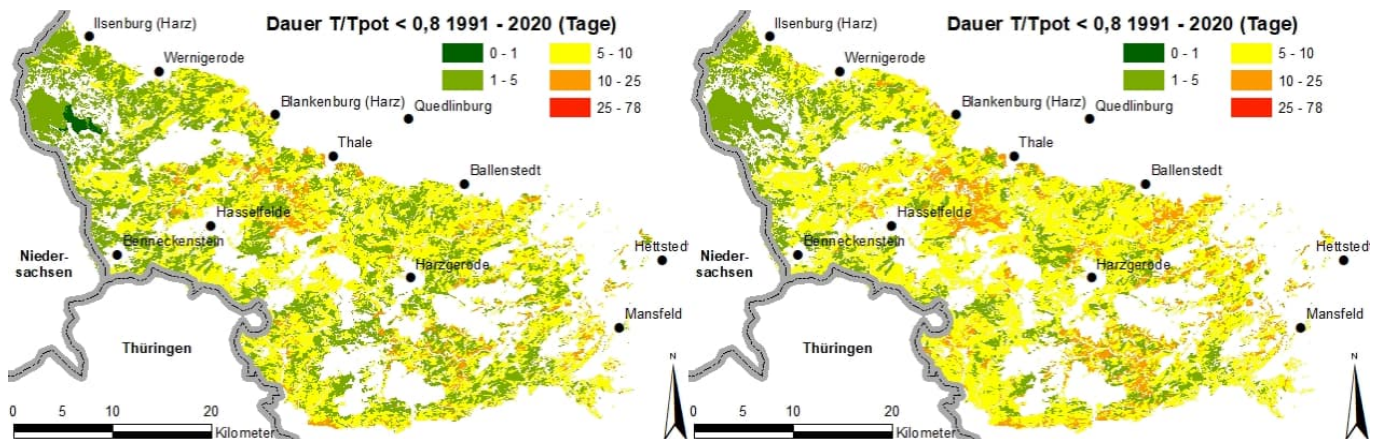 Dauer T/Tpot < 0,8 1991 - 2020 (Tage)
Ilsenburg (Harz)
0 - 1
5 - 10
Wernigerode
1 - 5
10 - 25
Blankenburg (Harz)
Quedlinburg
25 - 78
Thale
Ballenstedt
Hasselfelde
Benneckenstein
Nieder-
sachsen
Hettstedt
Harzgerode
Mansfeld
Thüringen
N
0 5 10 20
Kilometer
Dauer T/Tpot < 0,8 1991 - 2020 (Tage)
Ilsenburg (Harz)
0 - 1
5 - 10
Wernigerode
1 - 5
10 - 25
Blankenburg (Harz)
Quedlinburg
25 - 78
Thale
Ballenstedt
Hasselfelde
Benneckenstein
Nieder-
sachsen
Hettstedt
Harzgerode
Mansfeld
Thüringen
N
0 5 10 20
Kilometer